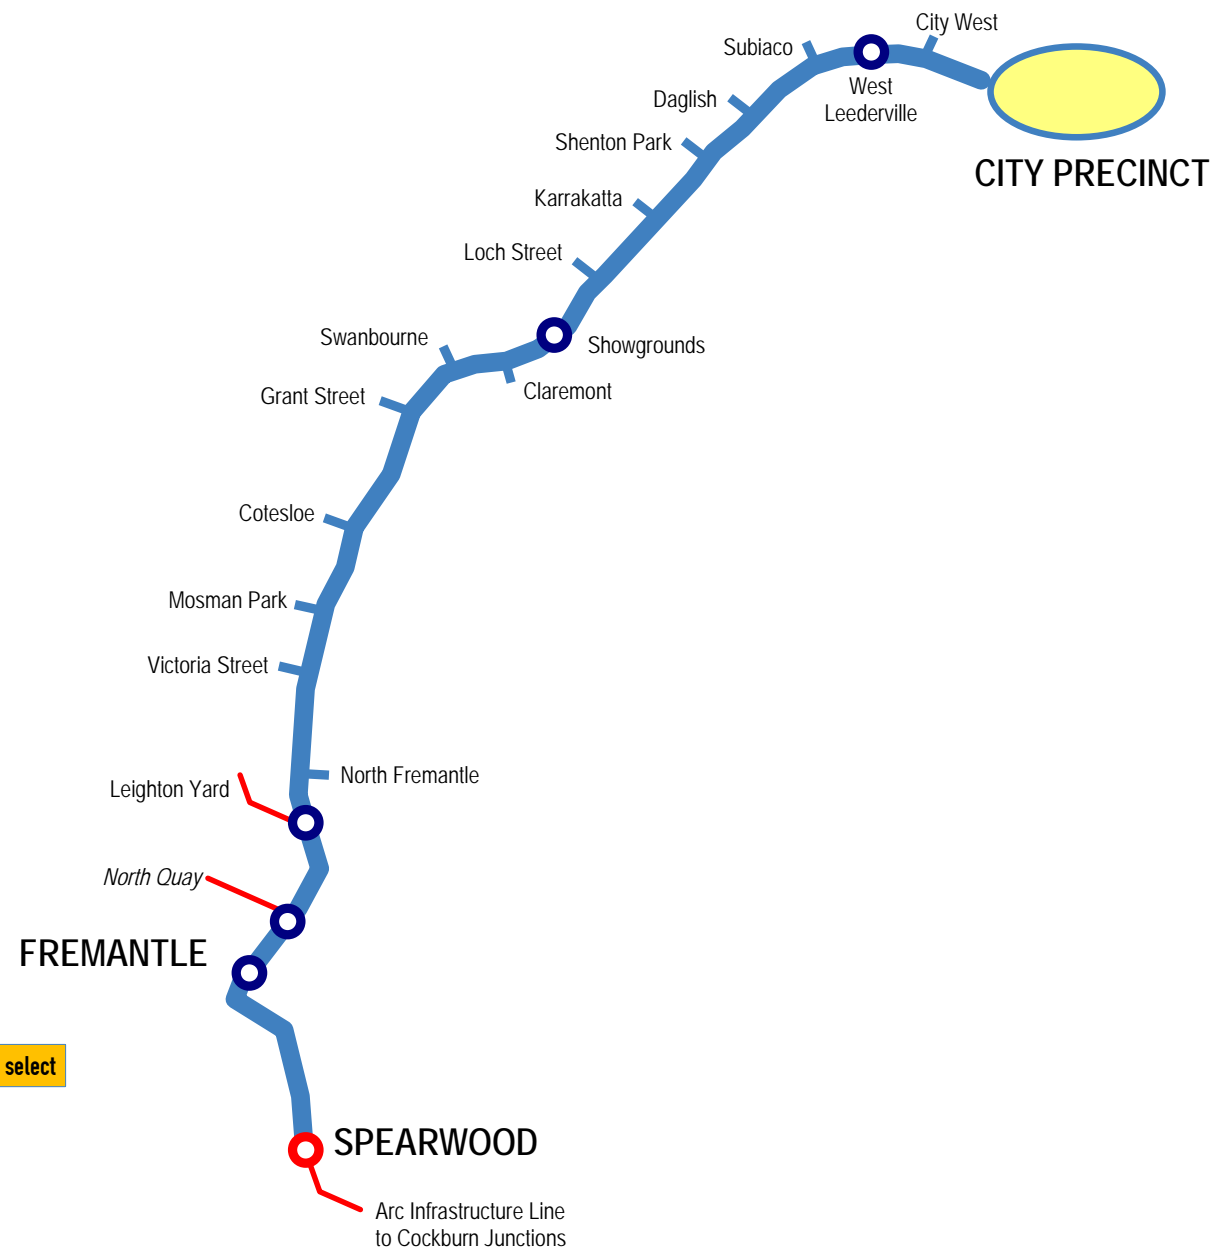 City West
Subiaco
West
Leederville
Daglish
Shenton Park
CITY PRECINCT
Karrakatta
Loch Street
Swanbourne
Showgrounds
Claremont
Grant Street
Cotesloe
Mosman Park
Victoria Street
North Fremantle
Leighton Yard
North Quay
FREMANTLE
select
SPEARWOOD
Arc Infrastructure Line
to Cockburn Junctions